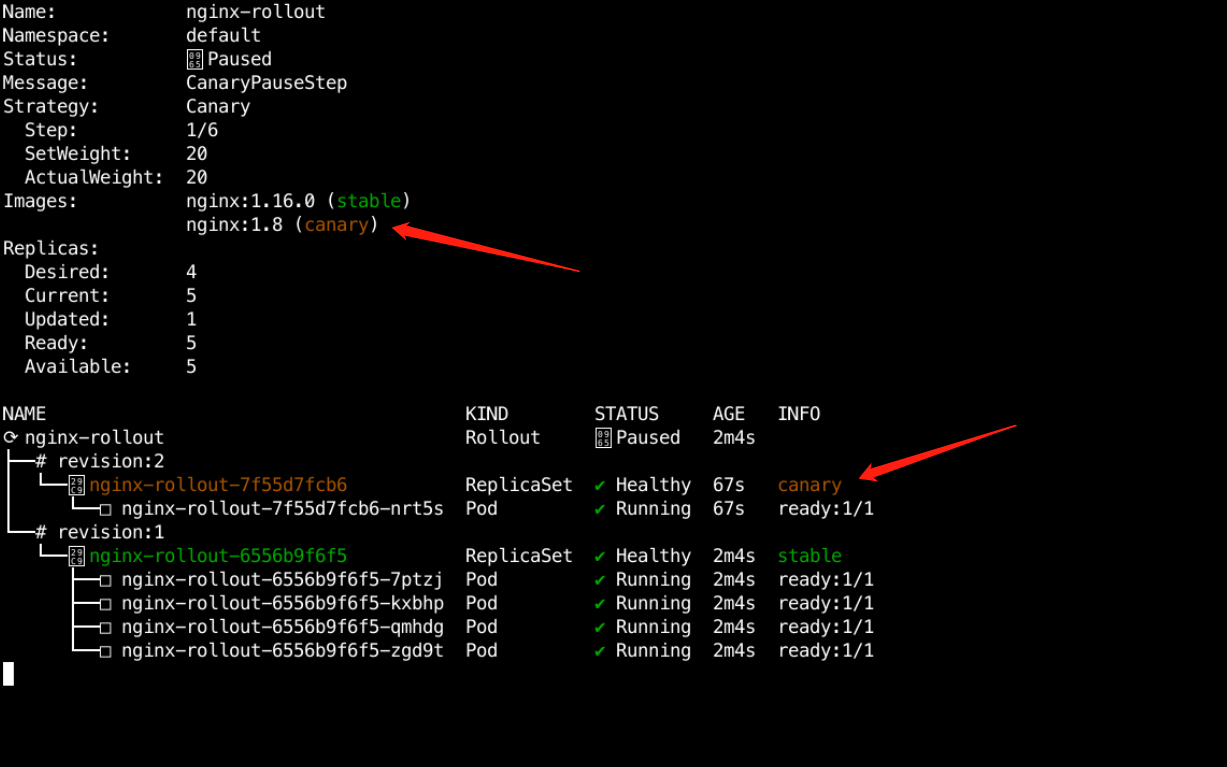 Name: nginx-rollout
Namespace: default
Status: ॥ Paused
Message: CanaryPauseStep
Strategy: Canary
Step: 1/6
SetWeight: 20
ActualWeight: 20
Images: nginx:1.16.0 (stable)
nginx:1.8 (canary)
Replicas:
Desired: 4
Current: 5
Updated: 1
Ready: 5
Available: 5
NAME KIND STATUS AGE INFO
⟳ nginx-rollout Rollout ॥ Paused 2m4s
├──# revision:2
│ └──⧉ nginx-rollout-7f55d7fcb6 ReplicaSet ✔ Healthy 67s canary
│ └──□ nginx-rollout-7f55d7fcb6-nrt5s Pod ✔ Running 67s ready:1/1
└──# revision:1
└──⧉ nginx-rollout-6556b9f6f5 ReplicaSet ✔ Healthy 2m4s stable
├──□ nginx-rollout-6556b9f6f5-7ptzj Pod ✔ Running 2m4s ready:1/1
├──□ nginx-rollout-6556b9f6f5-kxbhp Pod ✔ Running 2m4s ready:1/1
├──□ nginx-rollout-6556b9f6f5-qmhdg Pod ✔ Running 2m4s ready:1/1
└──□ nginx-rollout-6556b9f6f5-zgd9t Pod ✔ Running 2m4s ready:1/1